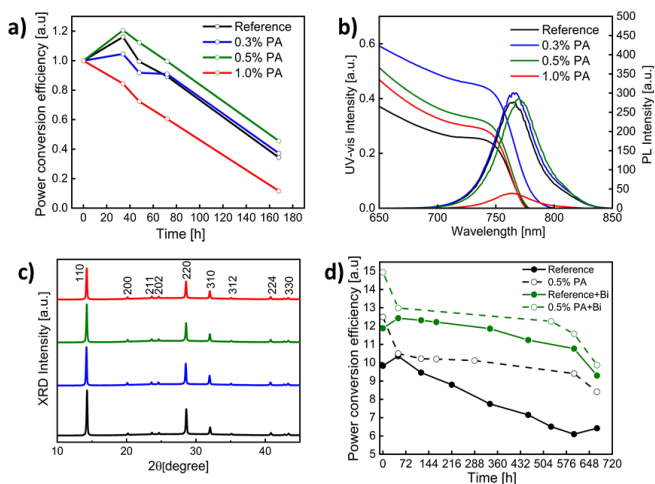 a)
Power conversion efficiency [a.u]
1.2
1.0
0.8
0.6
0.4
0.2
0.0
Reference
0.3% PA
0.5% PA
1.0% PA
0 20 40 60 80 100 120 140 160 180
Time [h]
b)
UV-vis Intensity [a.u.]
0.6
0.4
0.2
0.0
Reference
0.3% PA
0.5% PA
1.0% PA
500
450
400
350
300
250
200
150
100
50
0
PL Intensity [a.u.]
650 700 750 800 850
Wavelength [nm]
c)
XRD Intensity [a.u]
110 200 211 202 220 310 312 224 330
10 20 30 40
2θ[degree]
d)
Power conversion efficiency [a.u]
15
14
13
12
11
10
9
8
7
6
5
Reference
0.5% PA
Reference+Bi
0.5% PA+Bi
0 72 144 216 288 360 432 504 576 648 720
Time [h]